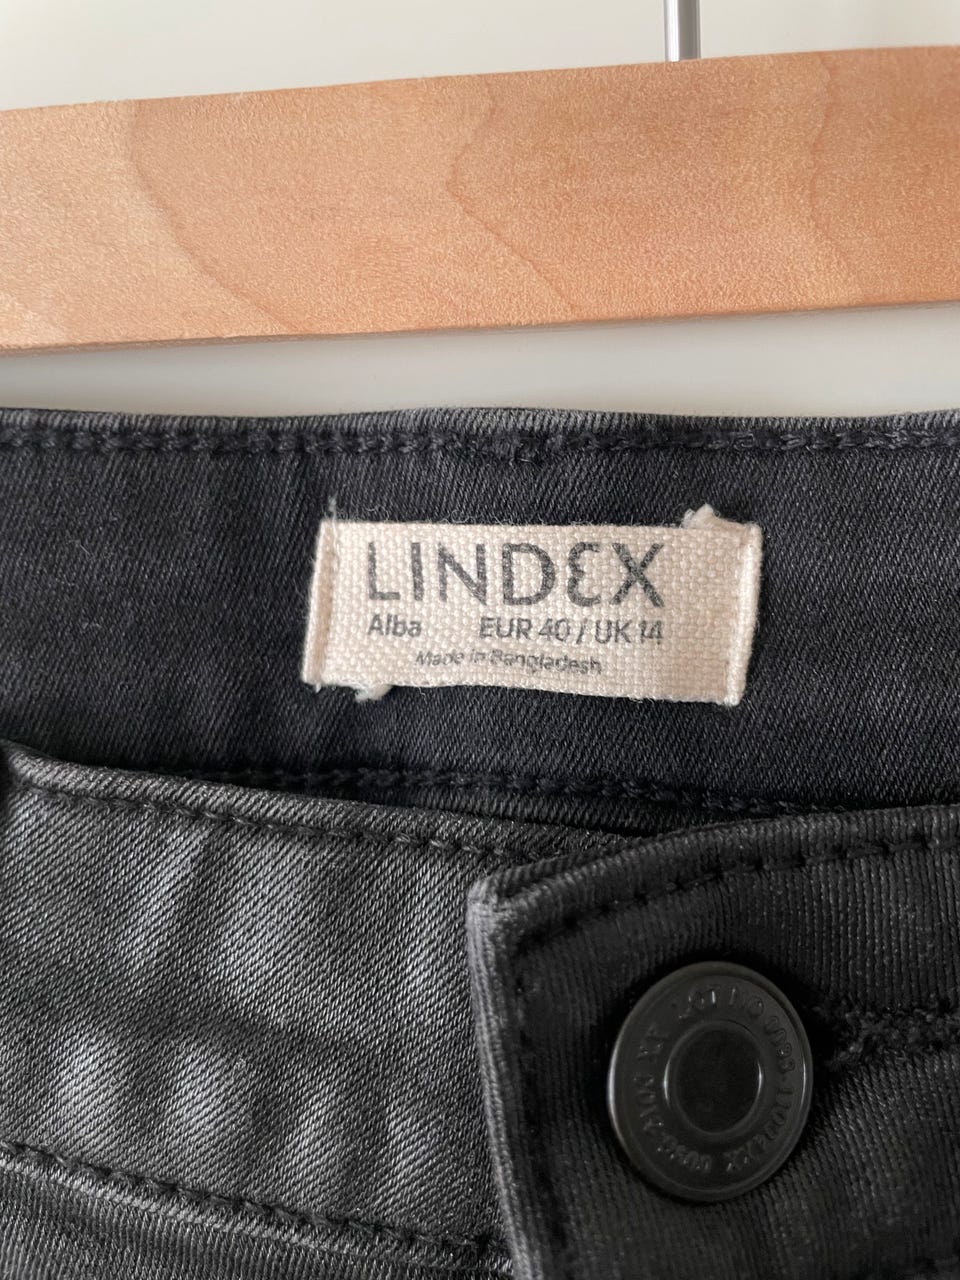 LINDEX
Alba EUR 40 / UK 14
Made in Bangladesh